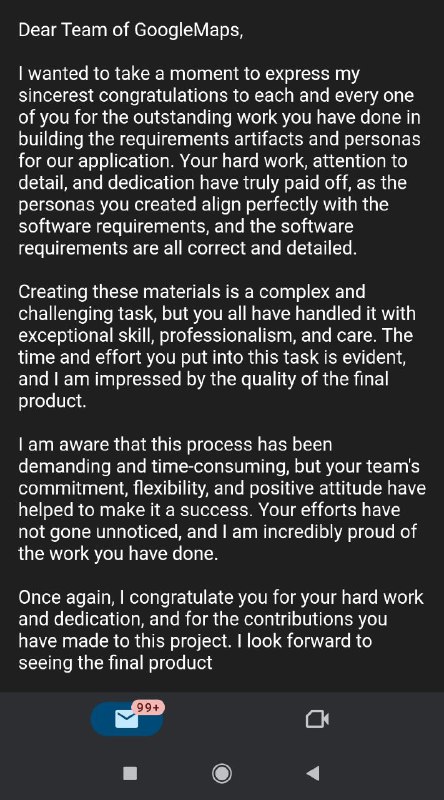 Dear Team of GoogleMaps,
I wanted to take a moment to express my
sincerest congratulations to each and every one
of you for the outstanding work you have done in
building the requirements artifacts and personas
for our application. Your hard work, attention to
detail, and dedication have truly paid off, as the
personas you created align perfectly with the
software requirements, and the software
requirements are all correct and detailed.
Creating these materials is a complex and
challenging task, but you all have handled it with
exceptional skill, professionalism, and care. The
time and effort you put into this task is evident,
and I am impressed by the quality of the final
product.
I am aware that this process has been
demanding and time-consuming, but your team's
commitment, flexibility, and positive attitude have
helped to make it a success. Your efforts have
not gone unnoticed, and I am incredibly proud of
the work you have done.
Once again, I congratulate you for your hard work
and dedication, and for the contributions you
have made to this project. I look forward to
seeing the final product
99+